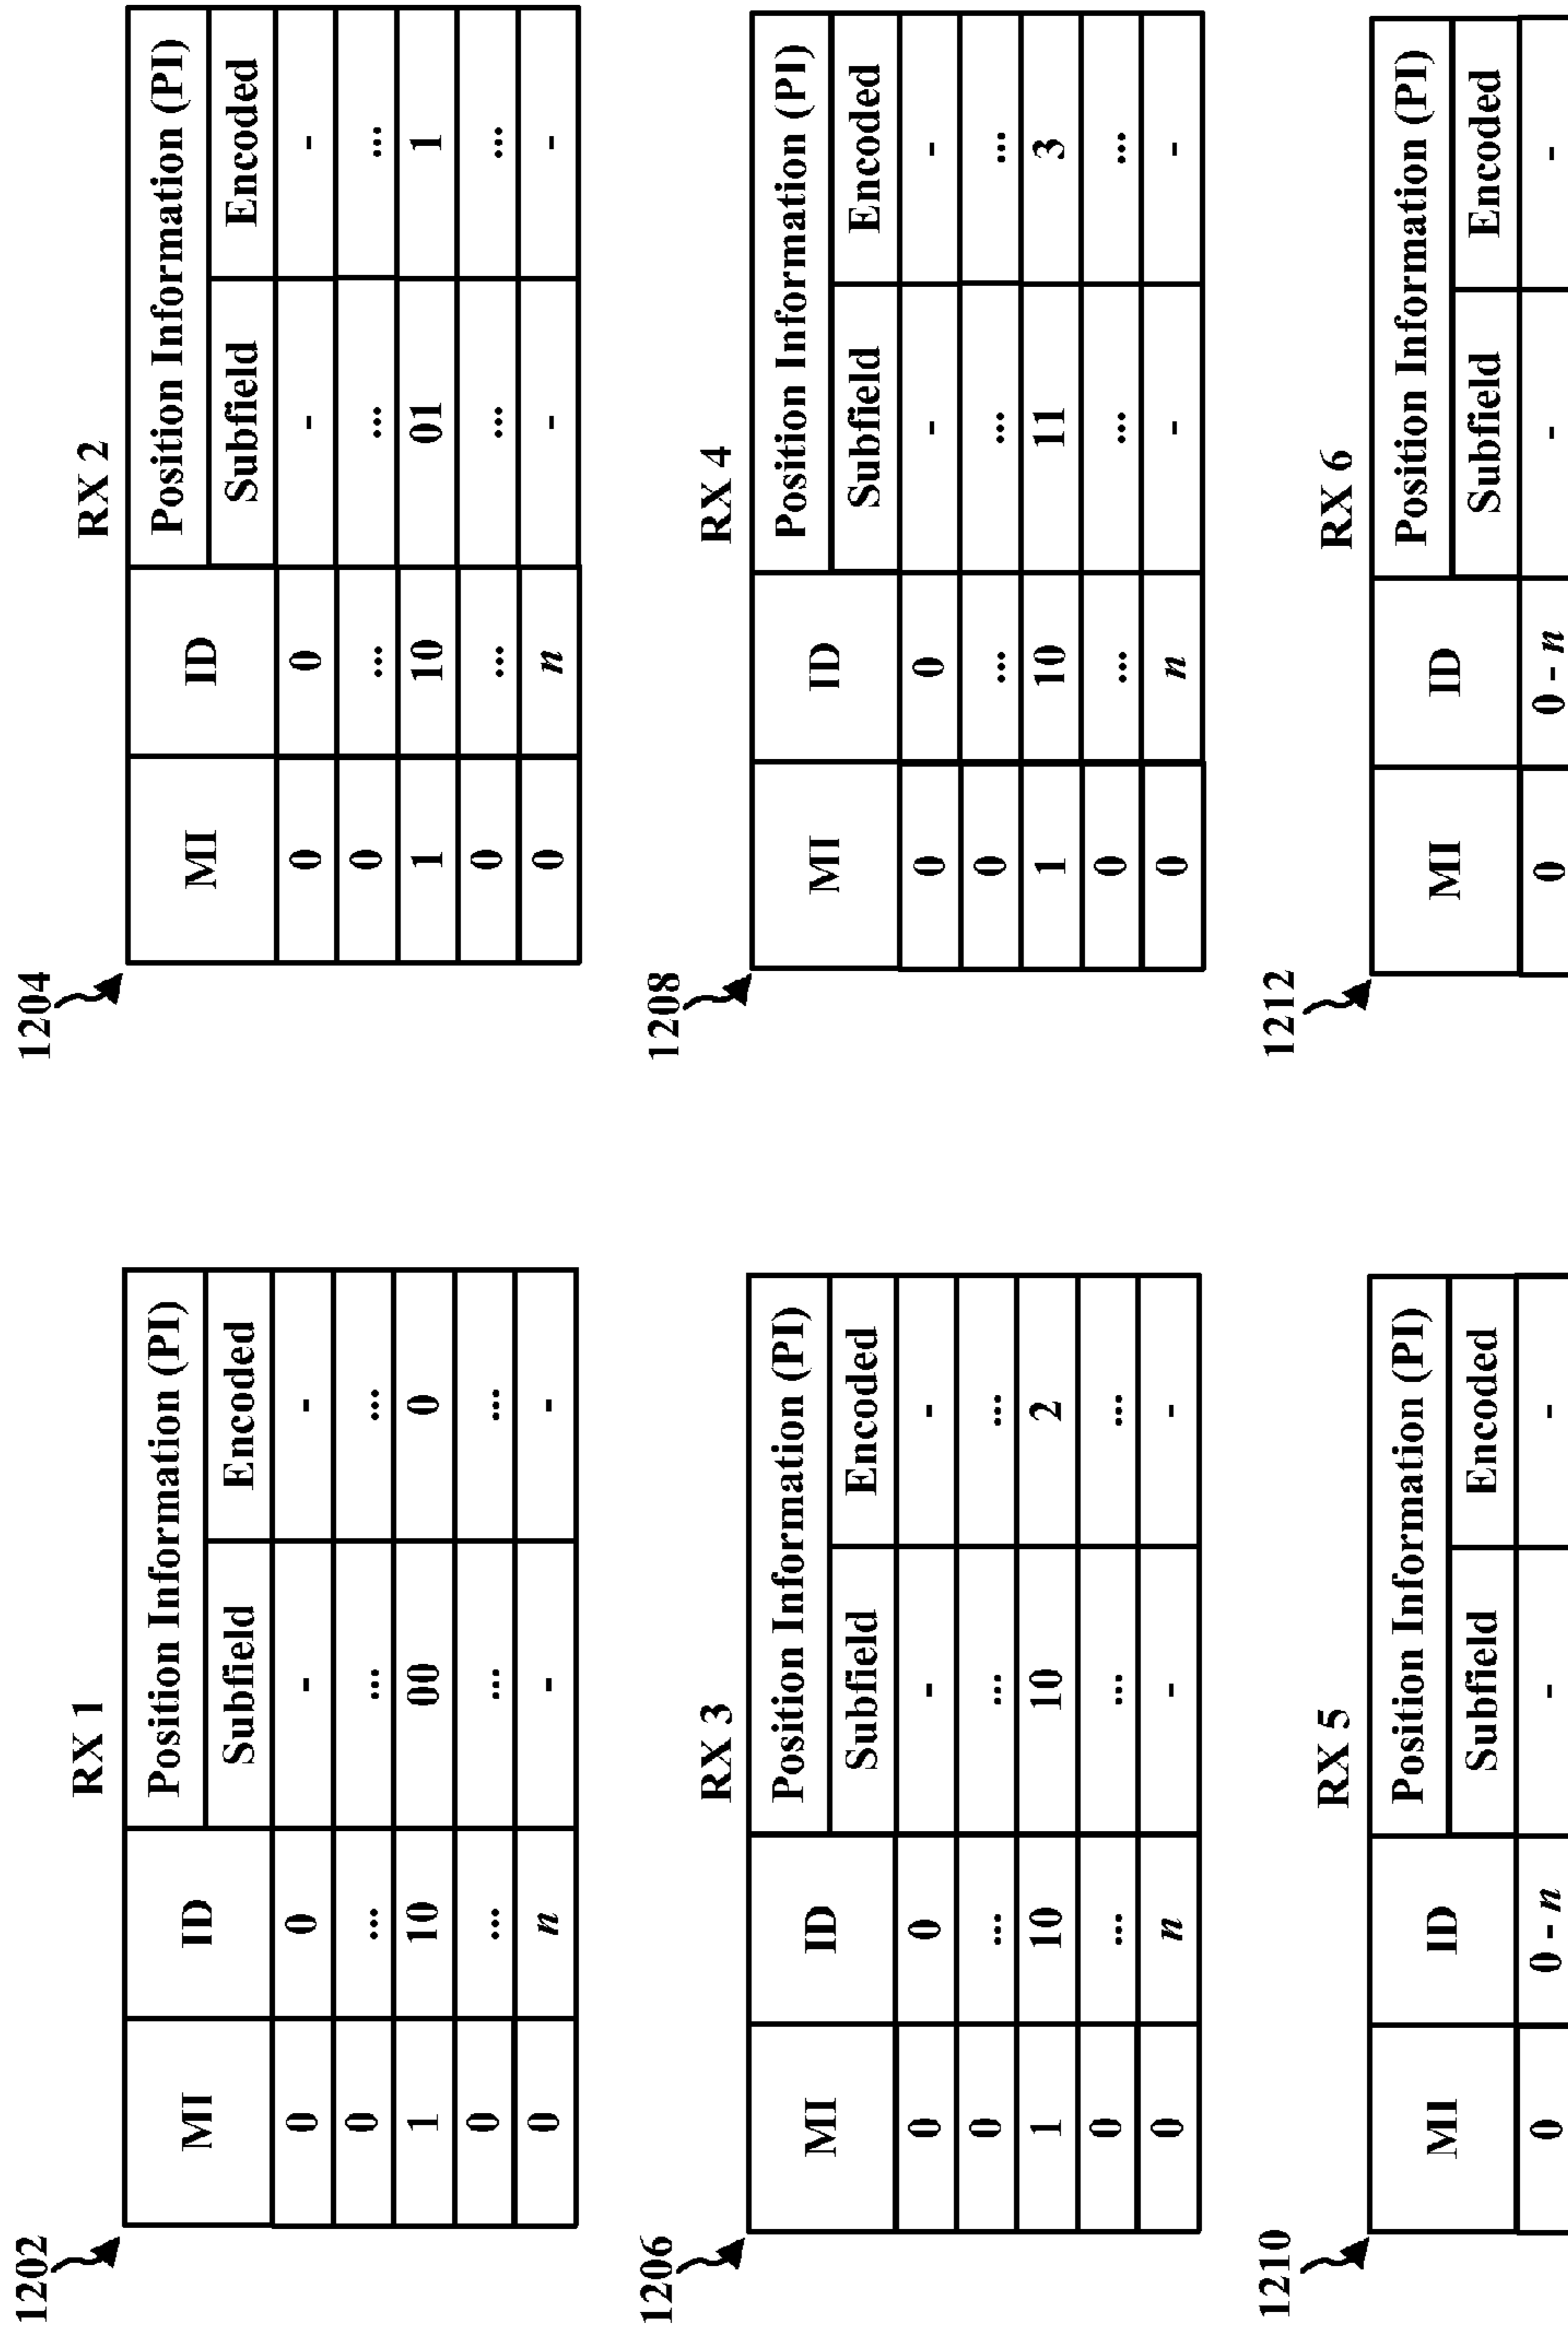 1202
RX 1
MI ID Position Information (PI)
Subfield Encoded
0 0 - -
0 ... ... ...
1 10 00 0
0 ... ... ...
0 n - -
1204
RX 2
MI ID Position Information (PI)
Subfield Encoded
0 0 - -
0 ... ... ...
1 10 01 1
0 ... ... ...
0 n - -
1206
RX 3
MI ID Position Information (PI)
Subfield Encoded
0 0 - -
0 ... ... ...
1 10 10 2
0 ... ... ...
0 n - -
1208
RX 4
MI ID Position Information (PI)
Subfield Encoded
0 0 - -
0 ... ... ...
1 10 11 3
0 ... ... ...
0 n - -
1210
RX 5
MI ID Position Information (PI)
Subfield Encoded
0 0 - n - -
1212
RX 6
MI ID Position Information (PI)
Subfield Encoded
0 0 - n - -